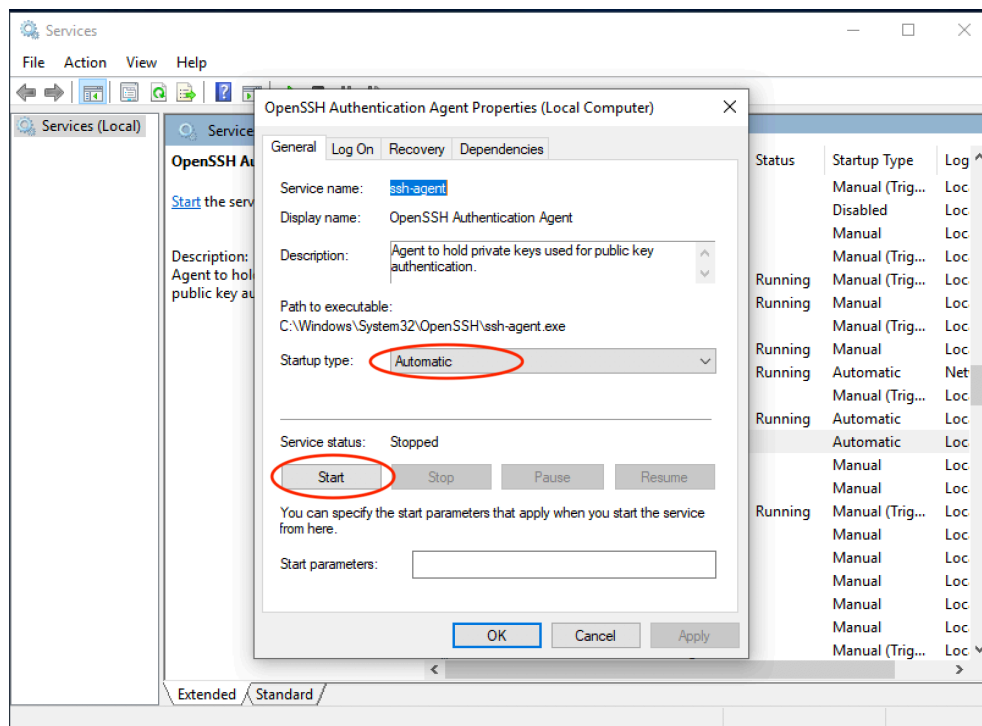 Services
File Action View Help
Services (Local)
Service
OpenSSH Au
Start the serv
Description:
Agent to hol
public key au
OpenSSH Authentication Agent Properties (Local Computer)
General Log On Recovery Dependencies
Service name: ssh-agent
Display name: OpenSSH Authentication Agent
Description: Agent to hold private keys used for public key
authentication.
Path to executable:
C:\Windows\System32\OpenSSH\ssh-agent.exe
Startup type: Automatic
Service status: Stopped
Start Stop Pause Resume
You can specify the start parameters that apply when you start the service
from here.
Start parameters:
OK Cancel Apply
Status Startup Type Log
Manual (Trig... Loc
Disabled Loc
Manual Loc
Manual (Trig... Loc
Running Manual (Trig... Loc
Running Manual Loc
Manual (Trig... Loc
Running Manual Loc
Running Automatic Net
Manual (Trig... Loc
Running Automatic Loc
Automatic Loc
Manual Loc
Manual Loc
Running Manual (Trig... Loc
Manual Loc
Manual Loc
Manual Loc
Manual Loc
Manual Loc
Manual (Trig... Loc
Extended Standard